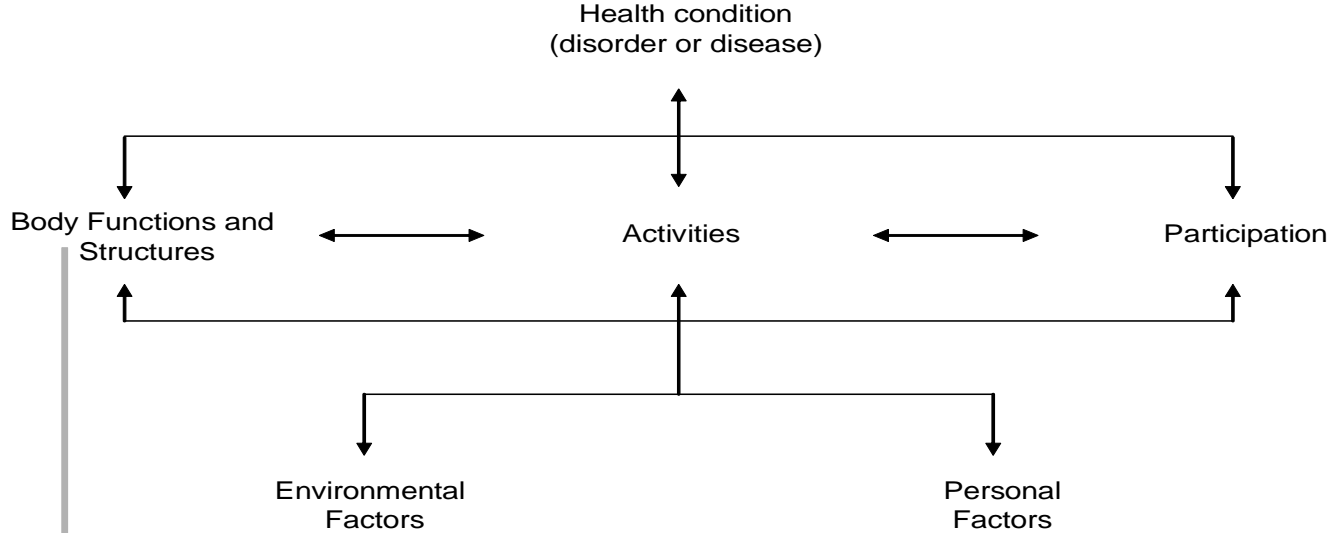 Health condition
(disorder or disease)
Body Functions and
Structures
Activities
Participation
Environmental
Factors
Personal
Factors